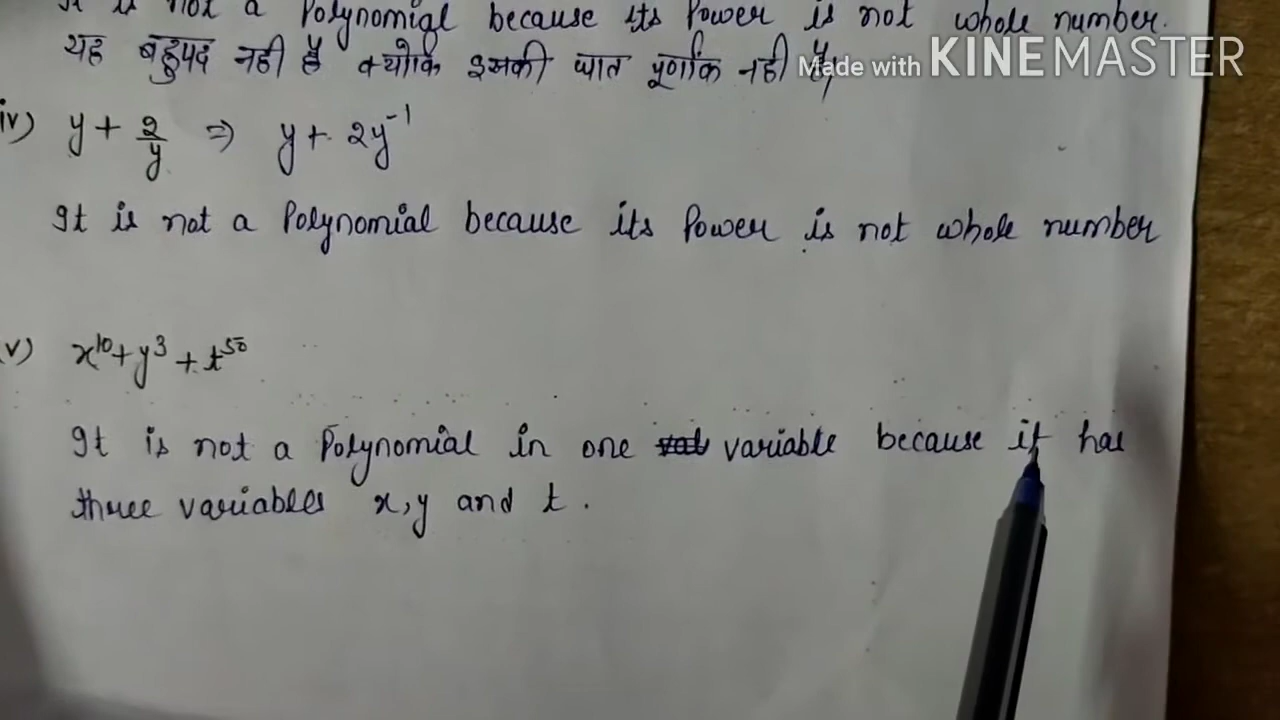 It is not a Polynomial because its Power is not whole number.
यह बहुपद नही है क्योंकि इसकी घात पूर्णांक नही है,
Made with KINEMASTER
iv) y + 2/y ⇒ y + 2y⁻¹
It is not a Polynomial because its Power is not whole number
v) x¹⁰ + y³ + t⁵⁰
It is not a Polynomial in one variable because it has
three variables x, y and t.